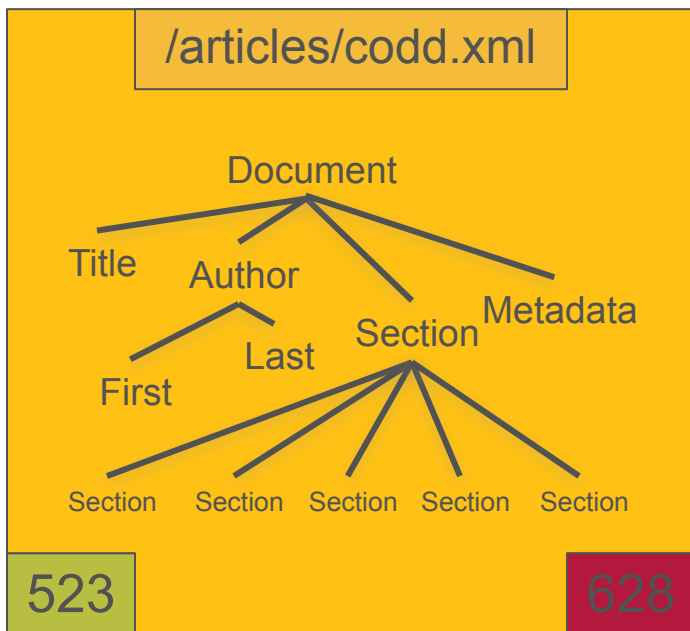 /articles/codd.xml
Document
Title
Author
Metadata
Section
Last
First
Section Section Section Section Section
523
628